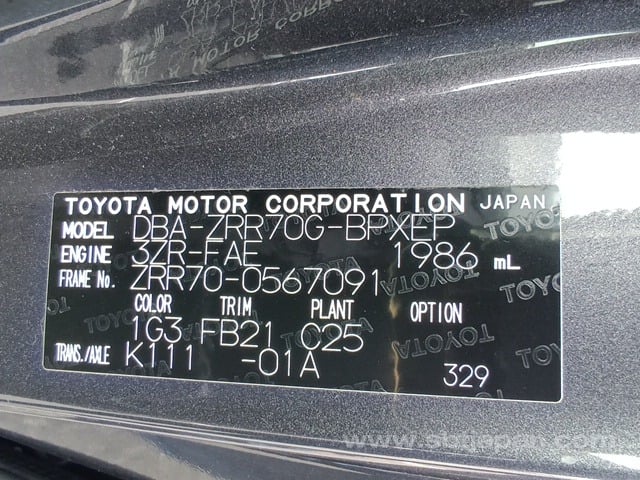 TOYOTA MOTOR CORPORATION JAPAN
MODEL DBA-ZRR70G-BPXEP
ENGINE 3ZR-FAE 1986 mL
FRAME No. ZRR70-0567091
COLOR TRIM PLANT OPTION
1G3 FB21 C25
TRANS./AXLE K111 -01A
329
www.sbtjapan.com